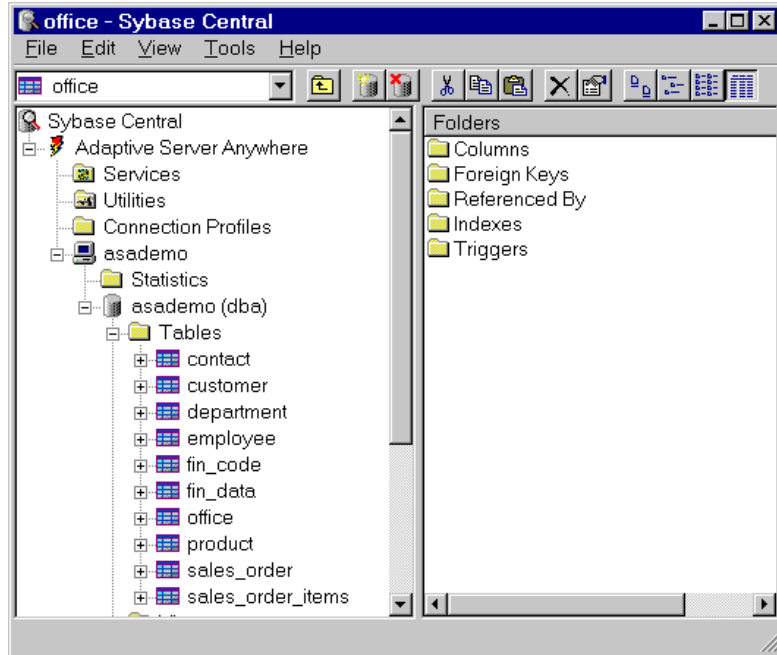 office - Sybase Central
File Edit View Tools Help
office
Sybase Central
Adaptive Server Anywhere
Services
Utilities
Connection Profiles
asademo
Statistics
asademo (dba)
Tables
contact
customer
department
employee
fin_code
fin_data
office
product
sales_order
sales_order_items
Folders
Columns
Foreign Keys
Referenced By
Indexes
Triggers